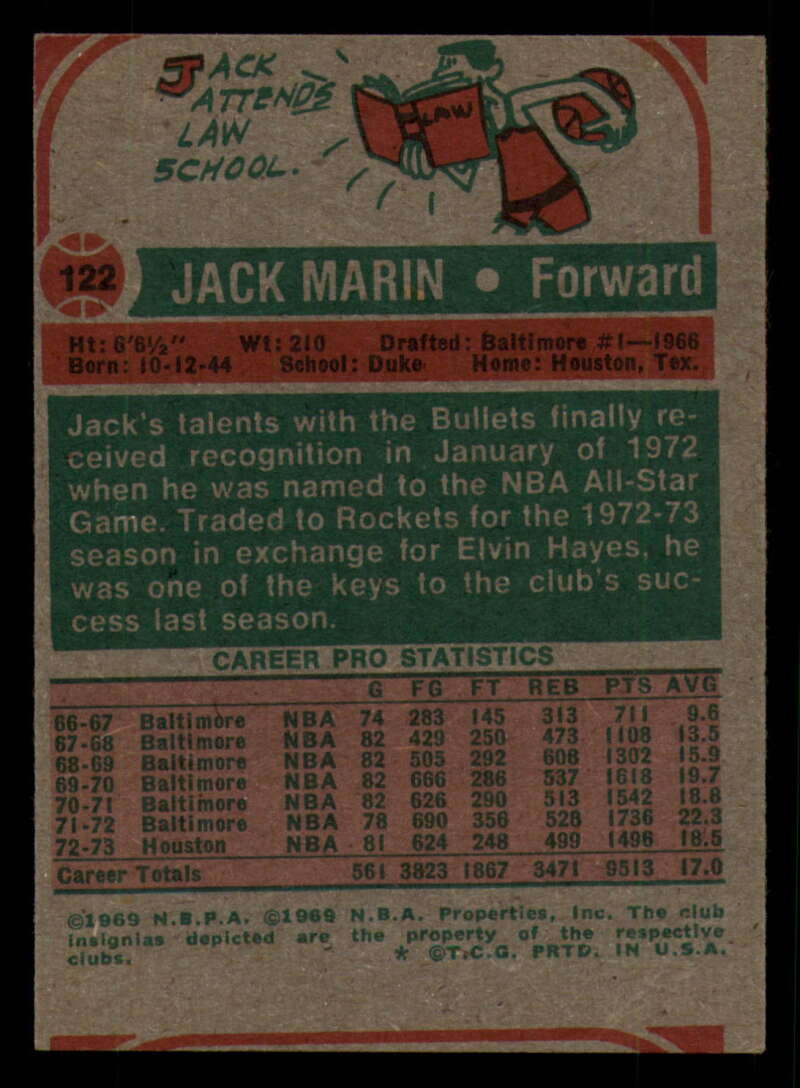 JACK
ATTENDS
LAW
SCHOOL.
LAW
122
JACK MARIN • Forward
Ht: 6'6½" Wt: 210 Drafted: Baltimore #1—1966
Born: 10-12-44 School: Duke Home: Houston, Tex.
Jack's talents with the Bullets finally re-
ceived recognition in January of 1972
when he was named to the NBA All-Star
Game. Traded to Rockets for the 1972-73
season in exchange for Elvin Hayes, he
was one of the keys to the club's suc-
cess last season.
CAREER PRO STATISTICS
G FG FT REB PTS AVG
66-67 Baltimore NBA 74 283 145 313 711 9.6
67-68 Baltimore NBA 82 429 250 473 1108 13.5
68-69 Baltimore NBA 82 505 292 608 1302 15.9
69-70 Baltimore NBA 82 666 286 537 1618 19.7
70-71 Baltimore NBA 82 626 290 513 1542 18.8
71-72 Baltimore NBA 78 690 356 528 1736 22.3
72-73 Houston NBA 81 624 248 499 1496 18.5
Career Totals 561 3823 1867 3471 9513 17.0
©1969 N.B.P.A. ©1969 N.B.A. Properties, Inc. The club
insignias depicted are the property of the respective
clubs. * ©T.C.G. PRTD. IN U.S.A.